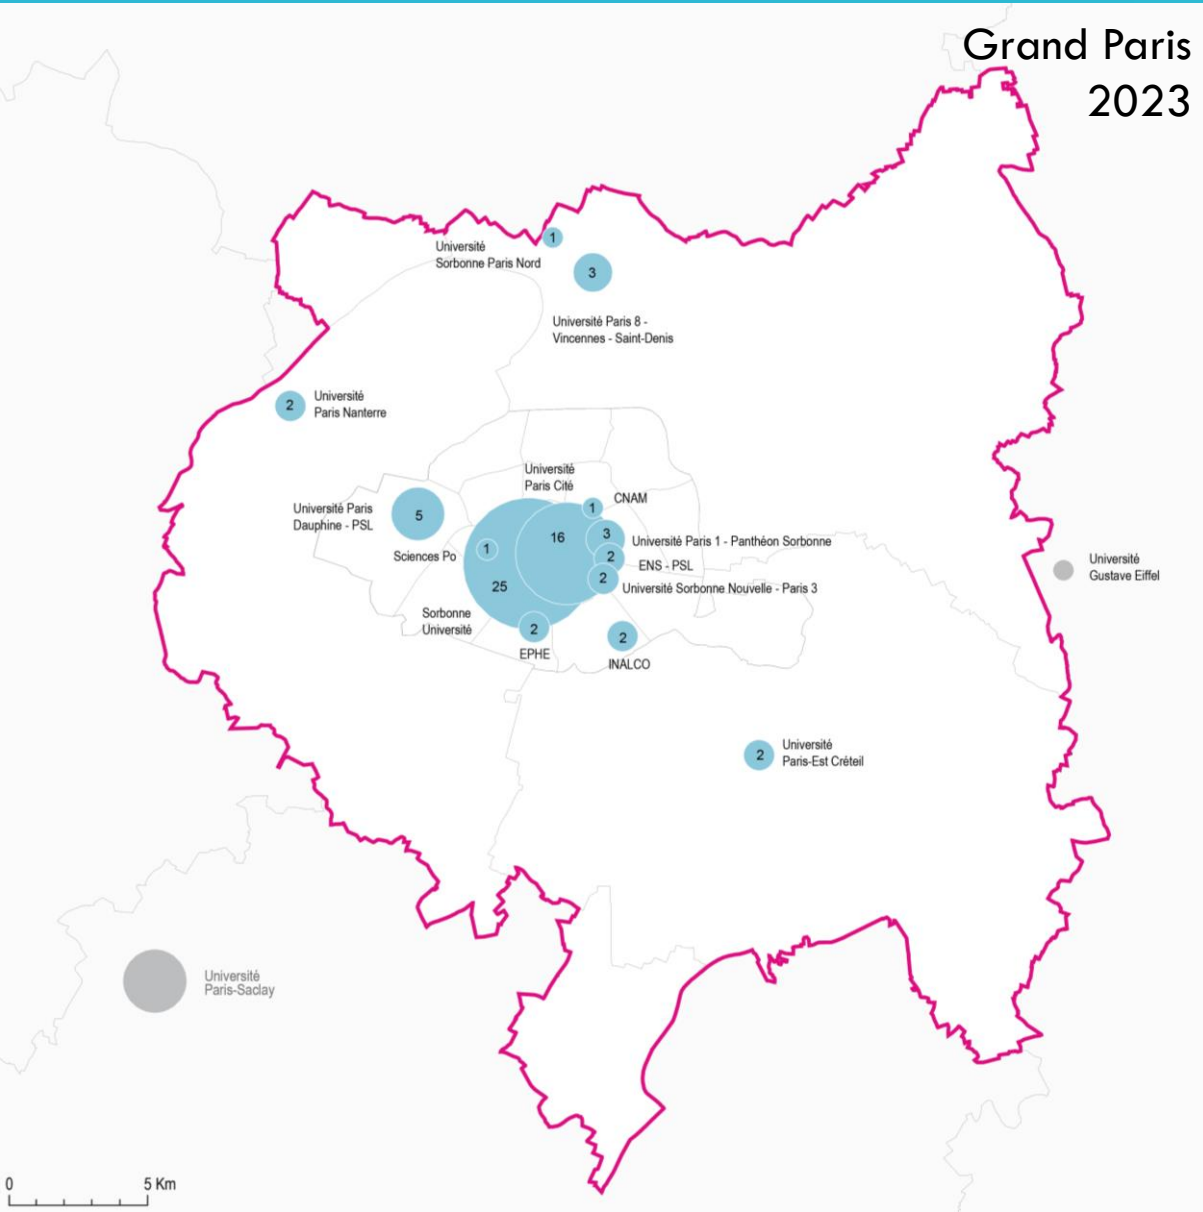 Grand Paris
2023
1
Université
Sorbonne Paris Nord
3
Université Paris 8 -
Vincennes - Saint-Denis
2
Université
Paris Nanterre
Université
Paris Cité
CNAM
1
Université Paris
Dauphine - PSL
5
16
3
Université Paris 1 - Panthéon Sorbonne
Sciences Po
1
2
ENS - PSL
25
2
Université Sorbonne Nouvelle - Paris 3
Université
Gustave Eiffel
Sorbonne
Université
2
EPHE
2
INALCO
2
Université
Paris-Est Créteil
Université
Paris-Saclay
0
5 Km